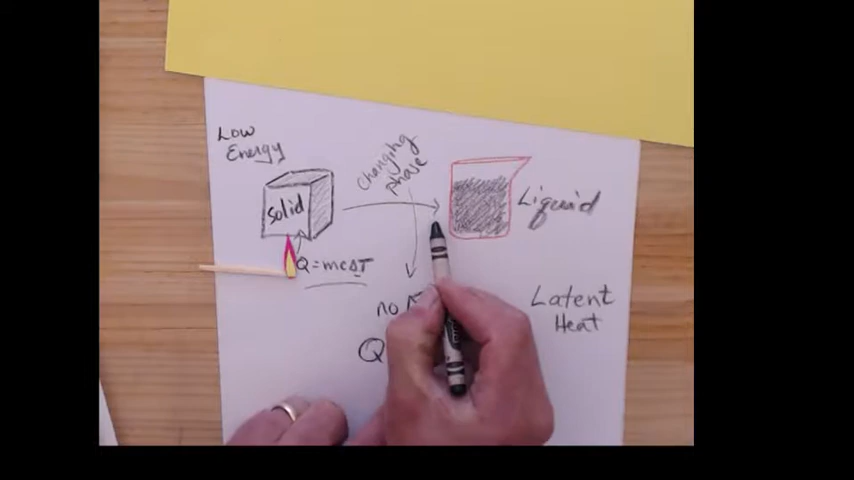 Low
Energy
Solid
Changing
Phase
Liquid
Q = mcΔT
no
Q
Latent
Heat